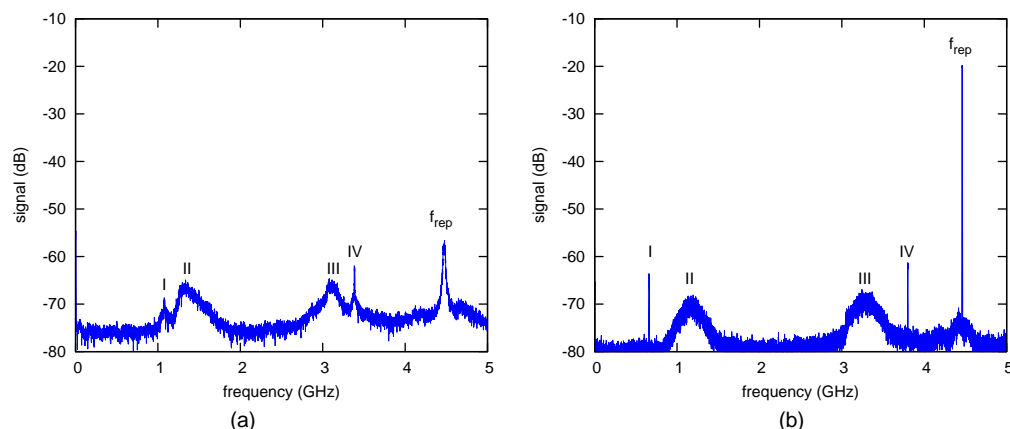 -10
-20
-30
-40
-50
-60
-70
-80
signal (dB)
0 1 2 3 4 5
frequency (GHz)
I
II
III
IV
f_rep
(a)
-10
-20
-30
-40
-50
-60
-70
-80
signal (dB)
0 1 2 3 4 5
frequency (GHz)
I
II
III
IV
f_rep
(b)